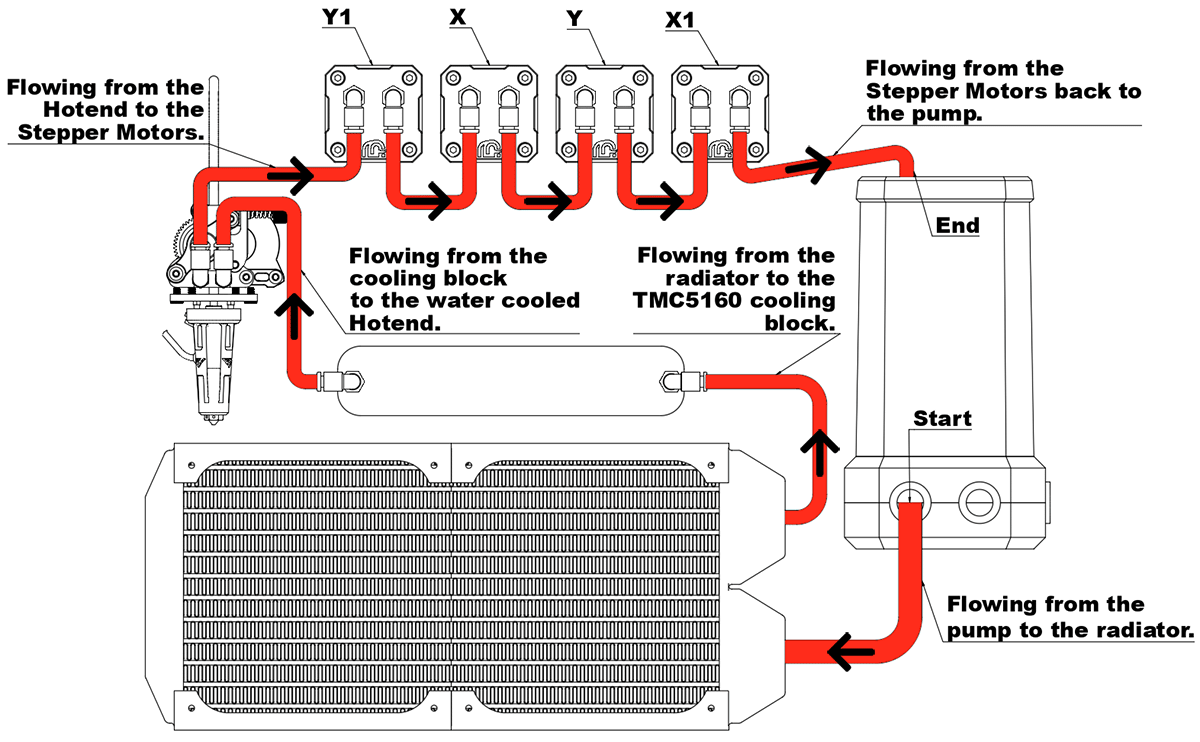 Y1
X
Y
X1
Flowing from the
Hotend to the
Stepper Motors.
Flowing from the
Stepper Motors back to
the pump.
End
Flowing from the
cooling block
to the water cooled
Hotend.
Flowing from the
radiator to the
TMC5160 cooling
block.
Start
Flowing from the
pump to the radiator.